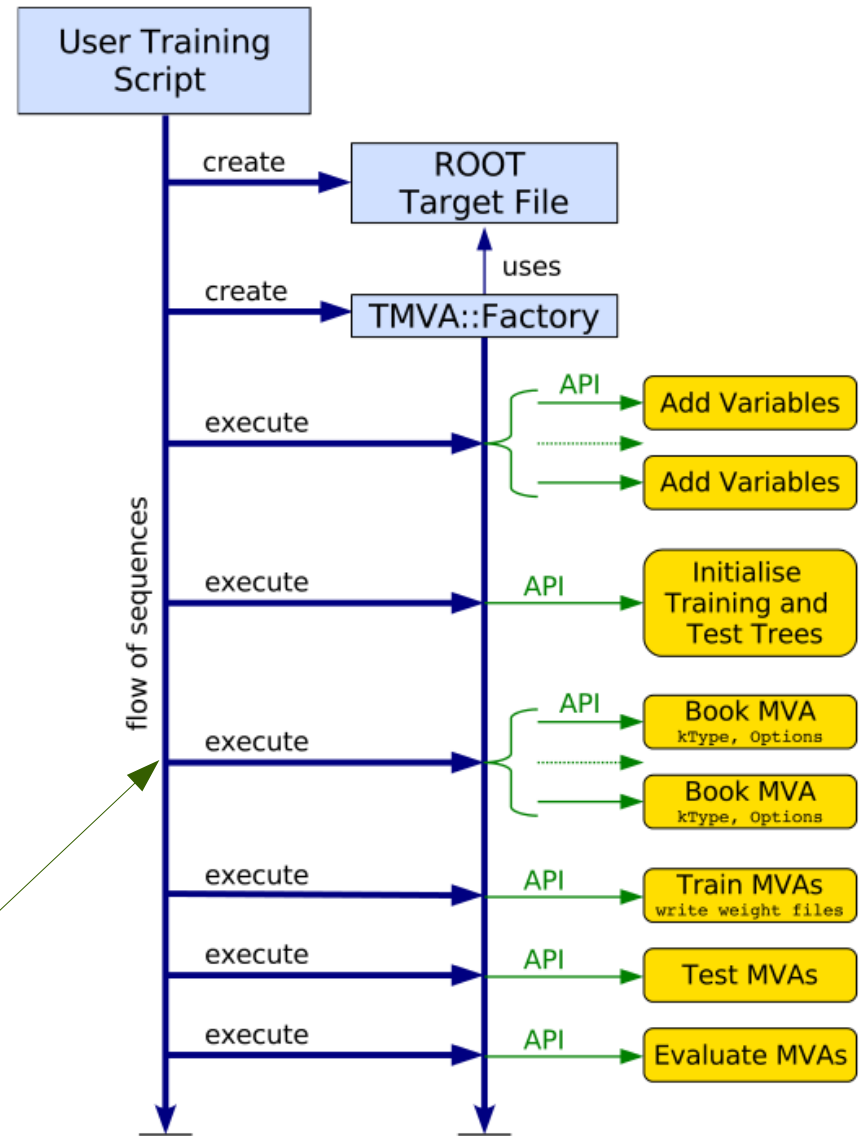 User Training
Script
create
ROOT
Target File
uses
create
TMVA::Factory
API
Add Variables
execute
Add Variables
flow of sequences
execute
API
Initialise
Training and
Test Trees
API
Book MVA
kType, Options
execute
Book MVA
kType, Options
execute
API
Train MVAs
write weight files
execute
API
Test MVAs
execute
API
Evaluate MVAs